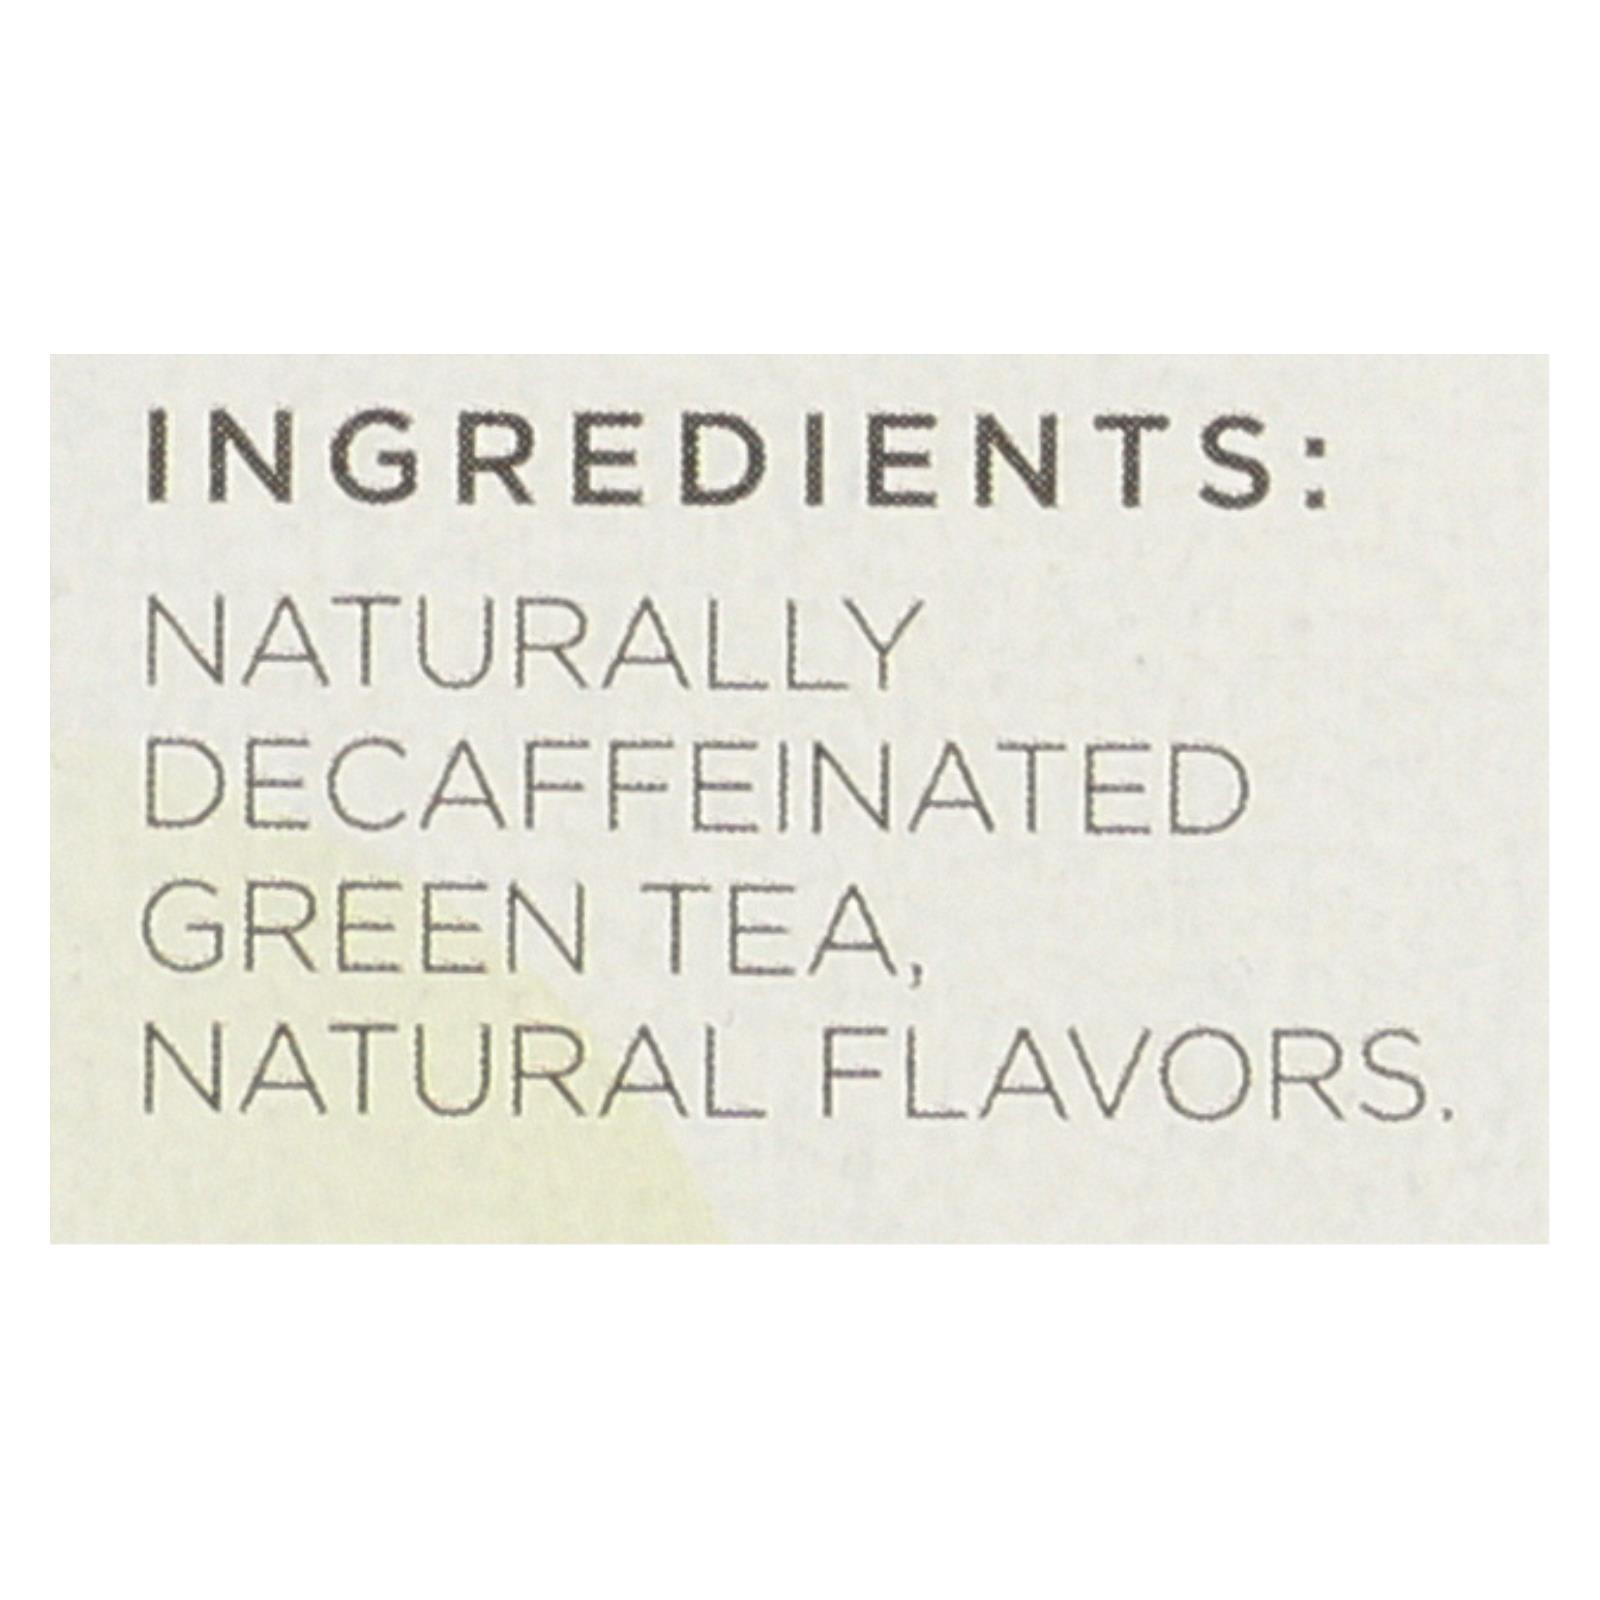 INGREDIENTS:
NATURALLY
DECAFFEINATED
GREEN TEA,
NATURAL FLAVORS.